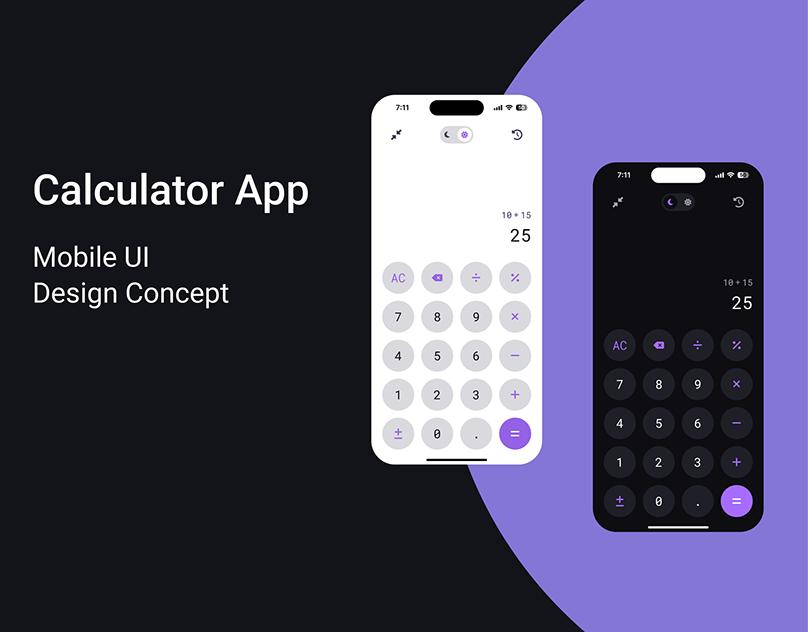 Calculator App
Mobile UI
Design Concept
7:11
10 + 15
25
AC ÷ %
7 8 9 ×
4 5 6 −
1 2 3 +
± 0 . =
7:11
10 + 15
25
AC ÷ %
7 8 9 ×
4 5 6 −
1 2 3 +
± 0 . =